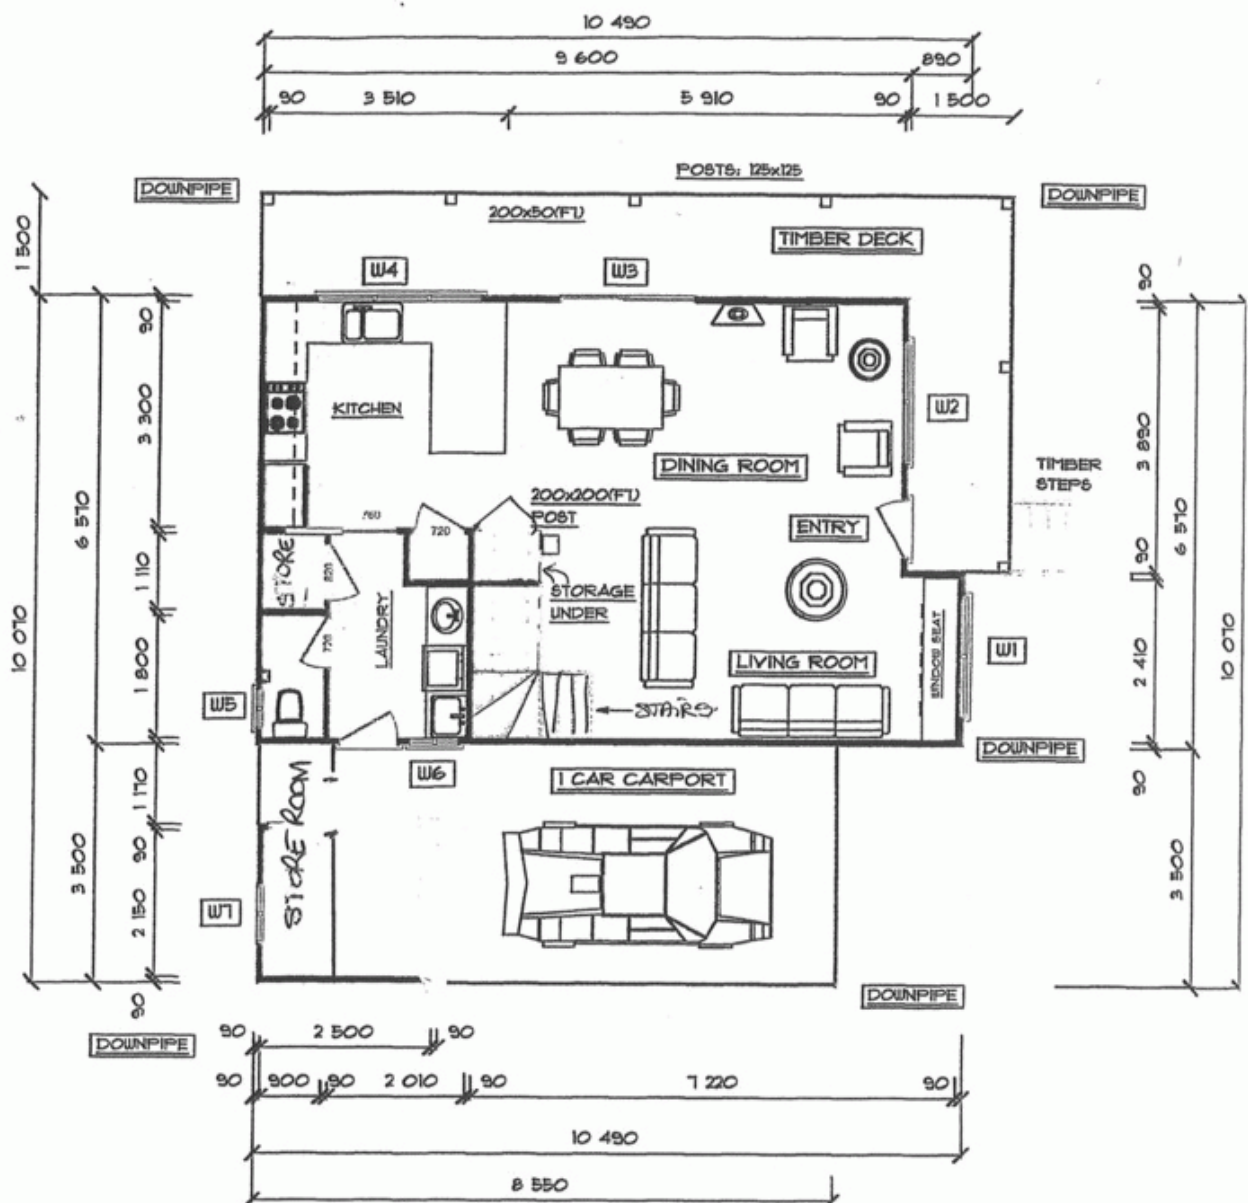 10 490
9 600
890
90
3 510
5 910
90
1 500
POSTS: 125x125
DOWNPIPE
DOWNPIPE
200x50(F7)
TIMBER DECK
1 500
W4
W3
90
90
KITCHEN
W2
3 300
3 890
DINING ROOM
TIMBER
STEPS
200x200(F7)
POST
760
720
ENTRY
6 570
6 570
STORE
820
90
1 110
STORAGE
UNDER
LAUNDRY
720
WINDOW SEAT
W1
LIVING ROOM
10 070
10 070
1 800
2 410
W5
STAIRS
DOWNPIPE
W6
1 CAR CARPORT
90
1 170
STORE ROOM
90
3 500
3 500
2 150
W7
90
DOWNPIPE
DOWNPIPE
90
2 500
90
90
900
90
2 010
90
7 220
90
10 490
8 550